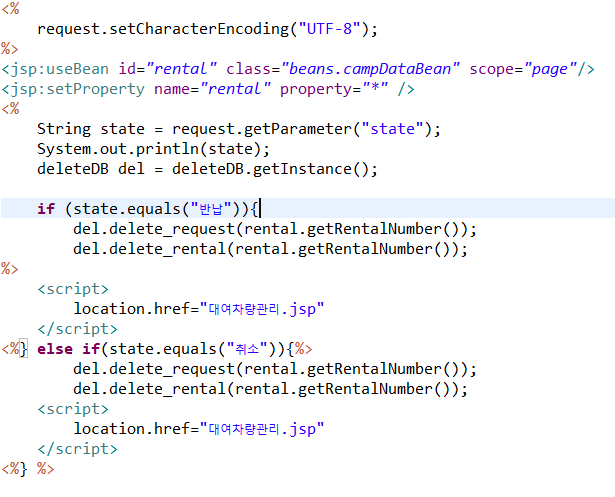 <%
    request.setCharacterEncoding("UTF-8");
%>
<jsp:useBean id="rental" class="beans.campDataBean" scope="page"/>
<jsp:setProperty name="rental" property="*" />
<%
    String state = request.getParameter("state");
    System.out.println(state);
    deleteDB del = deleteDB.getInstance();
    if (state.equals("반납")){
        del.delete_request(rental.getRentalNumber());
        del.delete_rental(rental.getRentalNumber());
%>
    <script>
        location.href="대여차량관리.jsp"
    </script>
<%} else if(state.equals("취소")){%>
        del.delete_request(rental.getRentalNumber());
        del.delete_rental(rental.getRentalNumber());
    <script>
        location.href="대여차량관리.jsp"
    </script>
<%} %>